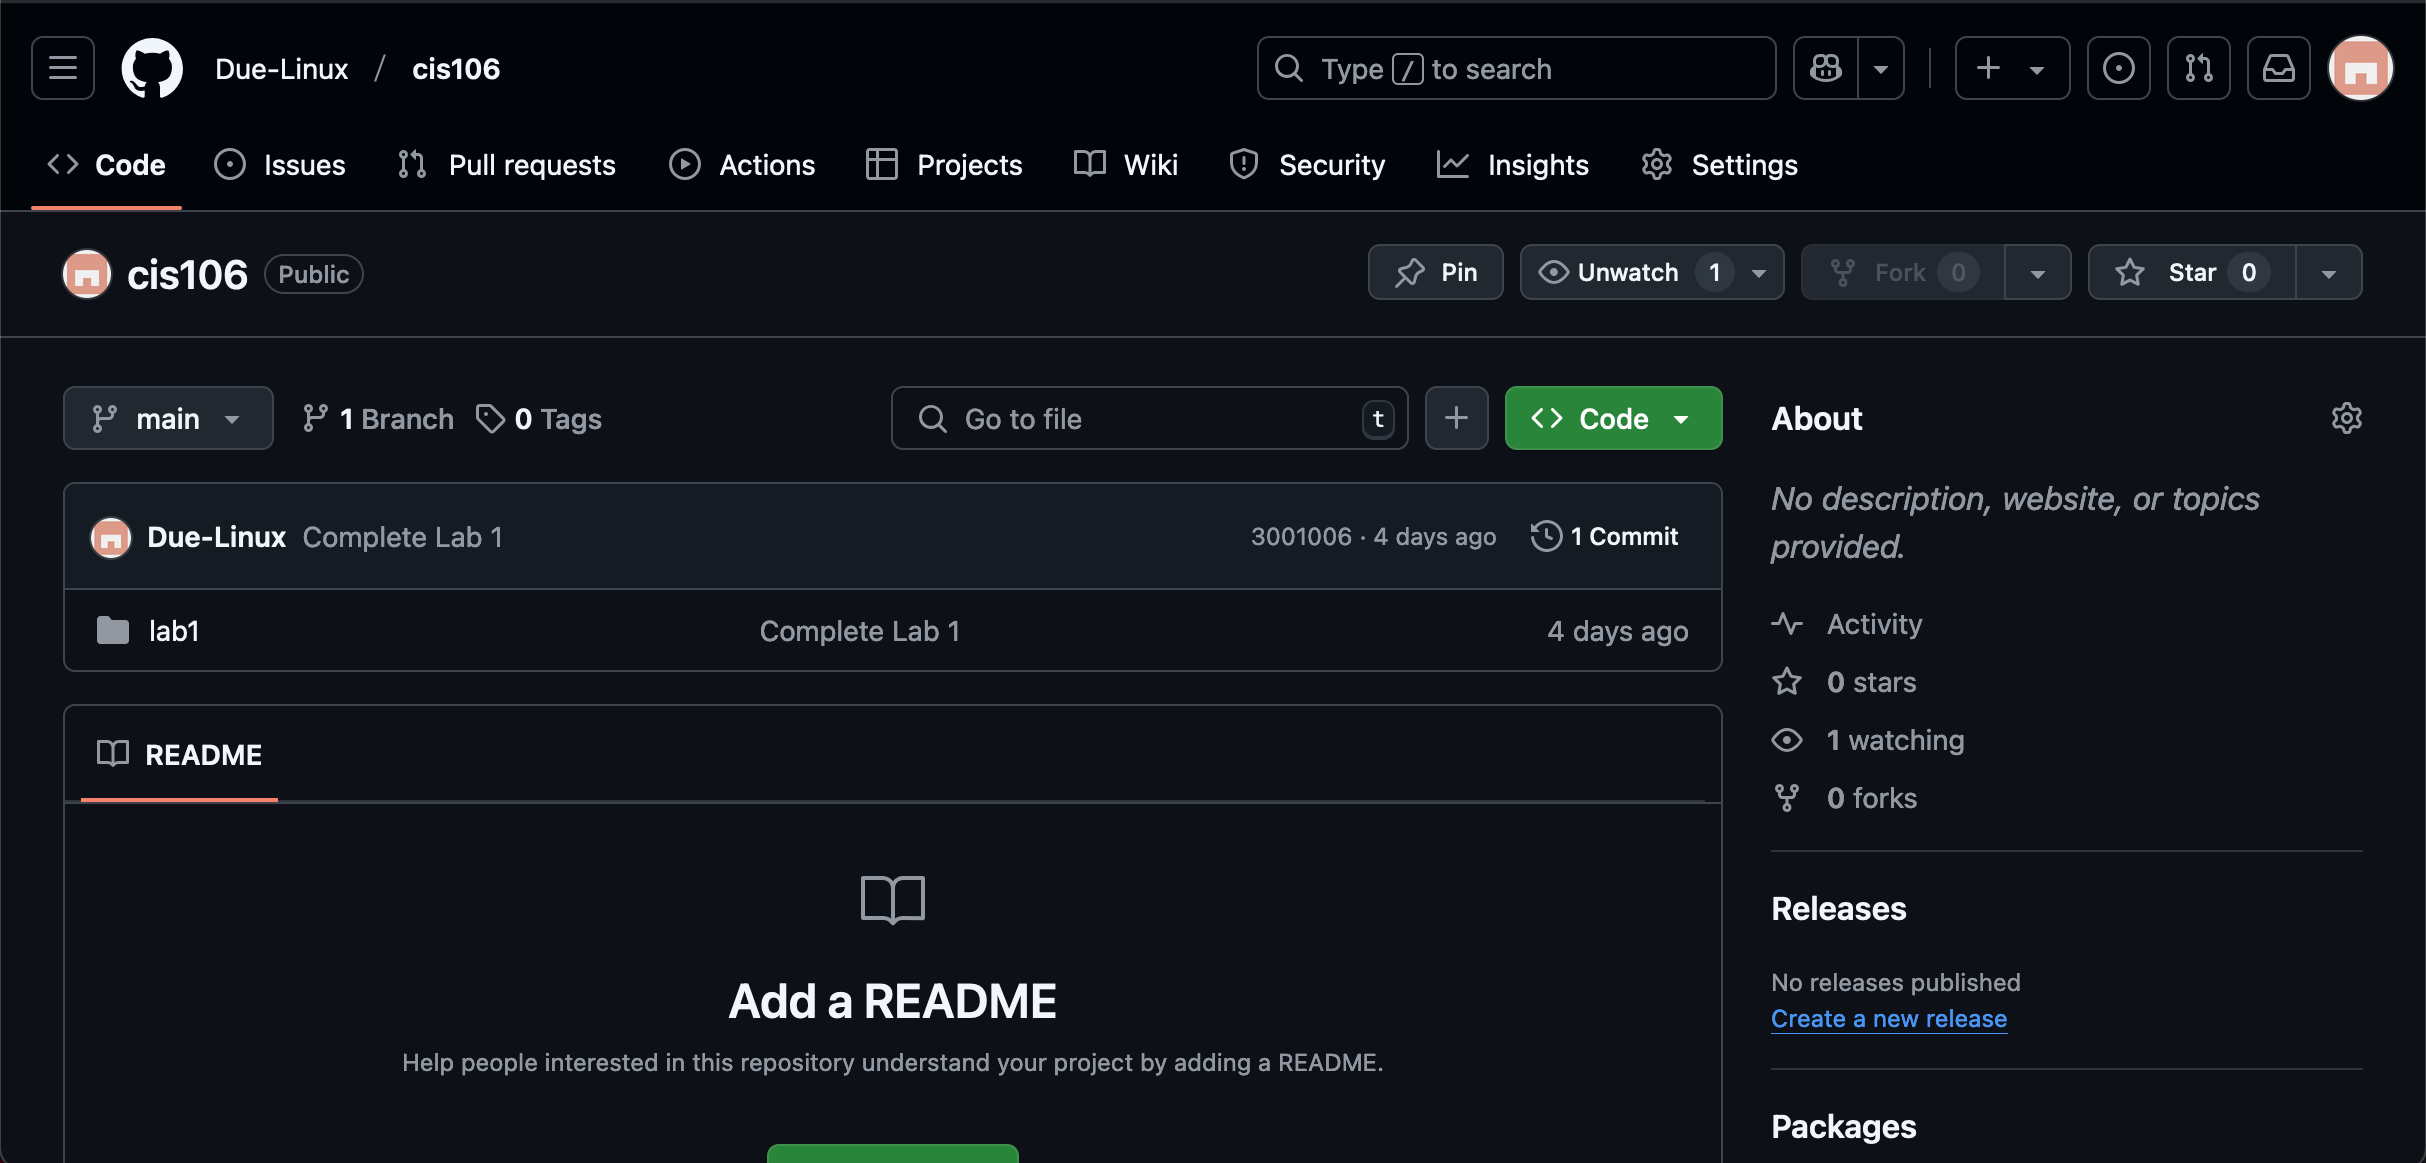 Due-Linux / cis106
Type / to search
Code Issues Pull requests Actions Projects Wiki Security Insights Settings
cis106 Public
Pin Unwatch 1 Fork 0 Star 0
main 1 Branch 0 Tags Go to file t + Code
Due-Linux Complete Lab 1 3001006 · 4 days ago 1 Commit
lab1 Complete Lab 1 4 days ago
README
Add a README
Help people interested in this repository understand your project by adding a README.
About
No description, website, or topics
provided.
Activity
0 stars
1 watching
0 forks
Releases
No releases published
Create a new release
Packages